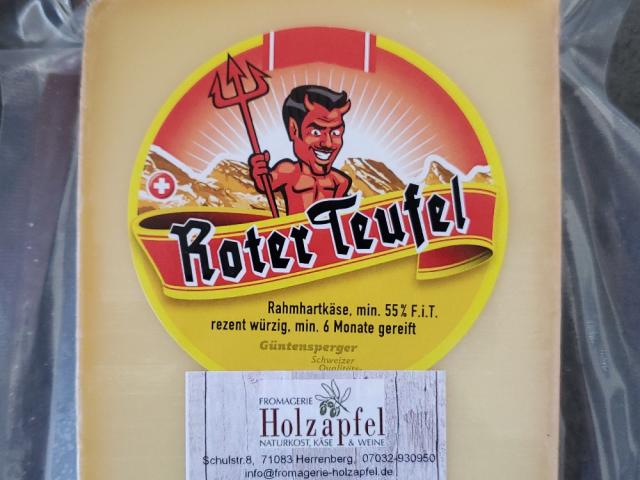 Roter Teufel
Rahmhartkäse, min. 55% F.i.T.
rezent würzig, min. 6 Monate gereift
Güntensperger
Schweizer
Qualitäts-
FROMAGERIE
Holzapfel
NATURKOST, KÄSE & WEINE
Schulstr.8, 71083 Herrenberg, 07032-930950
info@fromagerie-holzapfel.de